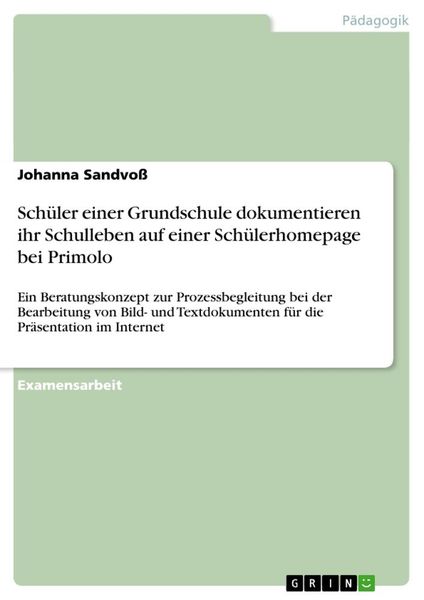 Pädagogik
Johanna Sandvoß
Schüler einer Grundschule dokumentieren
ihr Schulleben auf einer Schülerhomepage
bei Primolo
Ein Beratungskonzept zur Prozessbegleitung bei der
Bearbeitung von Bild- und Textdokumenten für die
Präsentation im Internet
Examensarbeit
GRIN